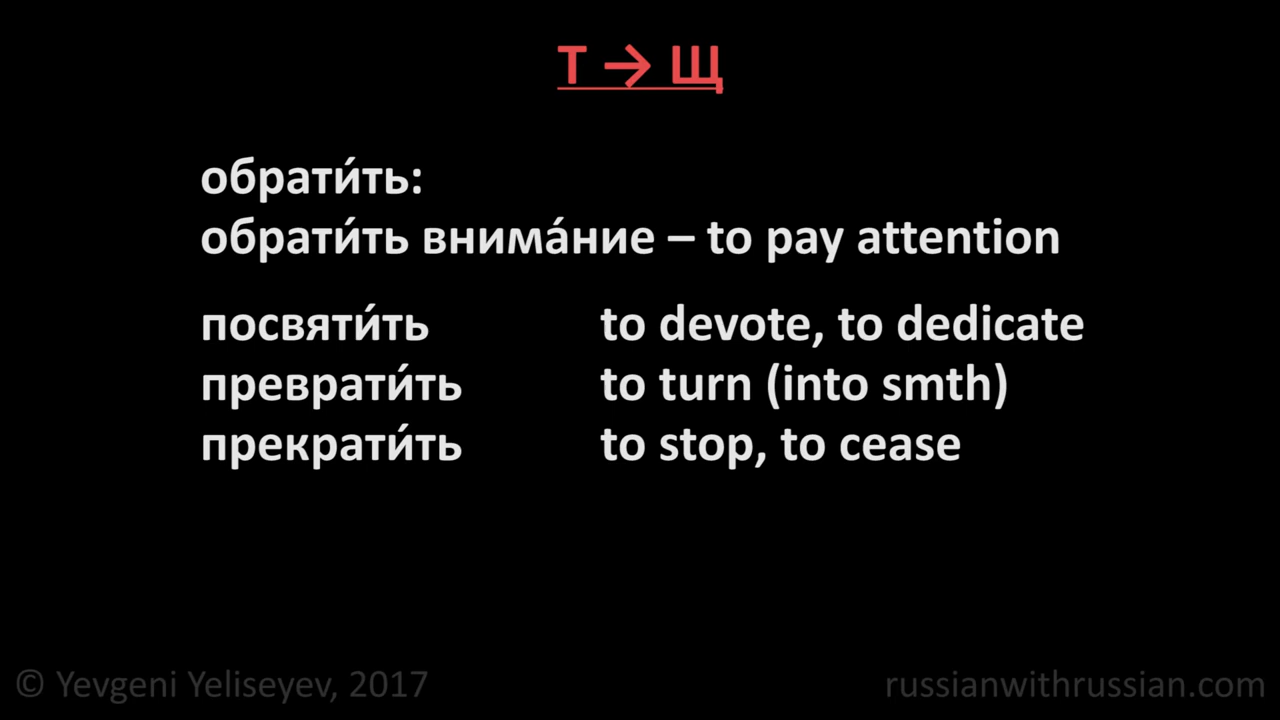 Т → Щ
обрати́ть:
обрати́ть внима́ние – to pay attention
посвяти́ть to devote, to dedicate
преврати́ть to turn (into smth)
прекрати́ть to stop, to cease
© Yevgeni Yeliseyev, 2017 russianwithrussian.com